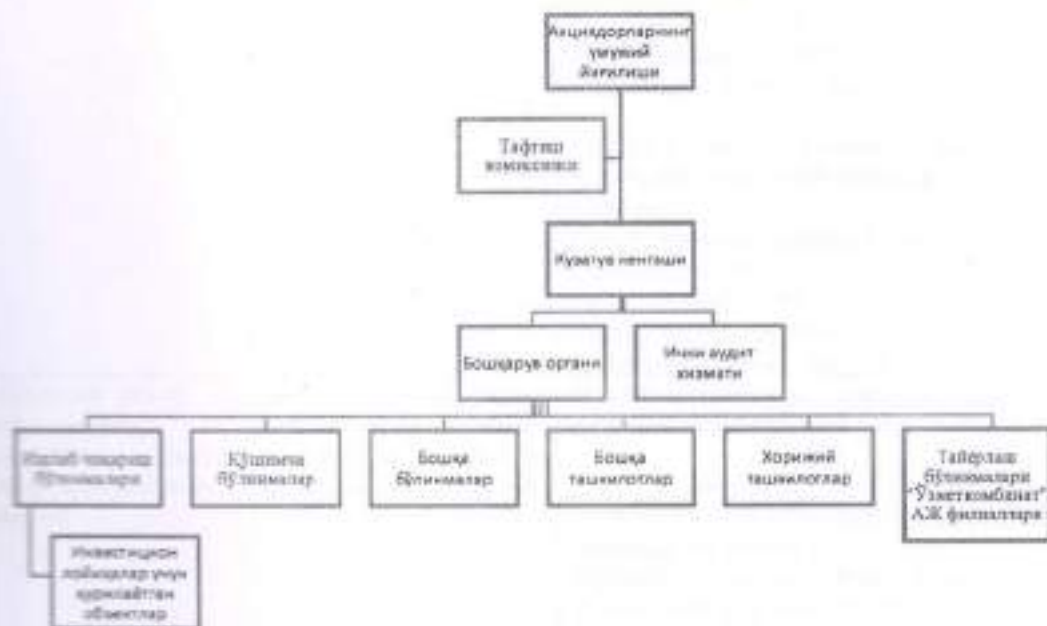 Акциядорларнинг
умумий
йиғилиши
Тафтиш
комиссияси
Кузатув кенгаши
Бошқарув органи
Ички аудит
хизмати
Ишлаб чиқариш
бўлинмалари
Қўшимча
бўлинмалар
Бошқа
бўлинмалар
Бошқа
ташкилотлар
Хорижий
ташкилотлар
Тайёрлаш
бўлинмалари
"Ўзметкомбинат"
АЖ филиаллари
Инвестицион
лойиҳалар учун
қурилаётган
объектлар